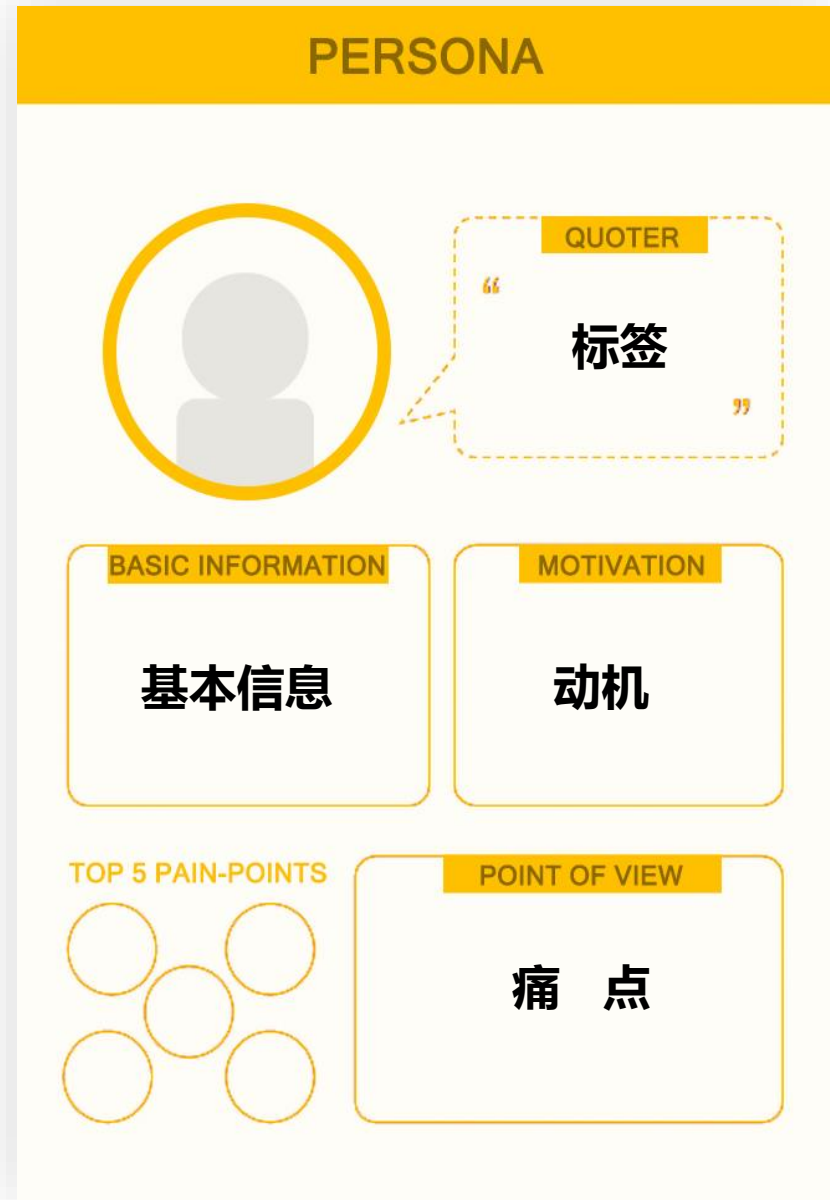 PERSONA
QUOTER
“
标签
”
BASIC INFORMATION
基本信息
MOTIVATION
动机
TOP 5 PAIN-POINTS
POINT OF VIEW
痛 点